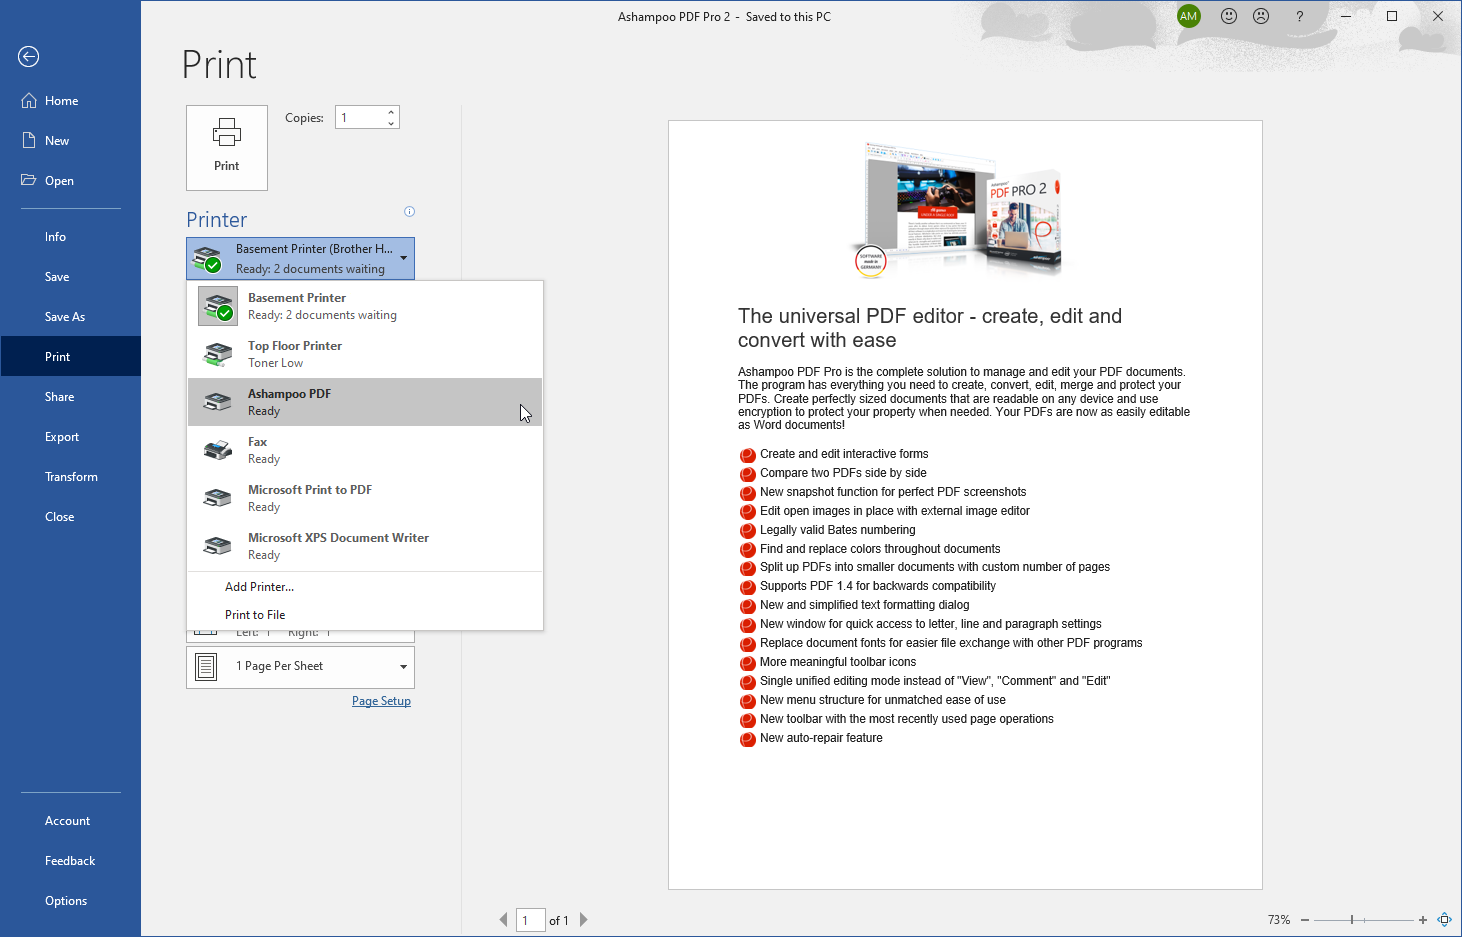 Ashampoo PDF Pro 2 - Saved to this PC
AM
?
Home
New
Open
Info
Save
Save As
Print
Share
Export
Transform
Close
Account
Feedback
Options
Print
Print
Copies:
1
Printer
Basement Printer (Brother H...
Ready: 2 documents waiting
Basement Printer
Ready: 2 documents waiting
Top Floor Printer
Toner Low
Ashampoo PDF
Ready
Fax
Ready
Microsoft Print to PDF
Ready
Microsoft XPS Document Writer
Ready
Add Printer...
Print to File
Left: 1 Right: 1
1 Page Per Sheet
Page Setup
Ashampoo
PDF PRO 2
SOFTWARE
made in
GERMANY
The universal PDF editor - create, edit and
convert with ease
Ashampoo PDF Pro is the complete solution to manage and edit your PDF documents.
The program has everything you need to create, convert, edit, merge and protect your
PDFs. Create perfectly sized documents that are readable on any device and use
encryption to protect your property when needed. Your PDFs are now as easily editable
as Word documents!
Create and edit interactive forms
Compare two PDFs side by side
New snapshot function for perfect PDF screenshots
Edit open images in place with external image editor
Legally valid Bates numbering
Find and replace colors throughout documents
Split up PDFs into smaller documents with custom number of pages
Supports PDF 1.4 for backwards compatibility
New and simplified text formatting dialog
New window for quick access to letter, line and paragraph settings
Replace document fonts for easier file exchange with other PDF programs
More meaningful toolbar icons
Single unified editing mode instead of "View", "Comment" and "Edit"
New menu structure for unmatched ease of use
New toolbar with the most recently used page operations
New auto-repair feature
1 of 1
73%